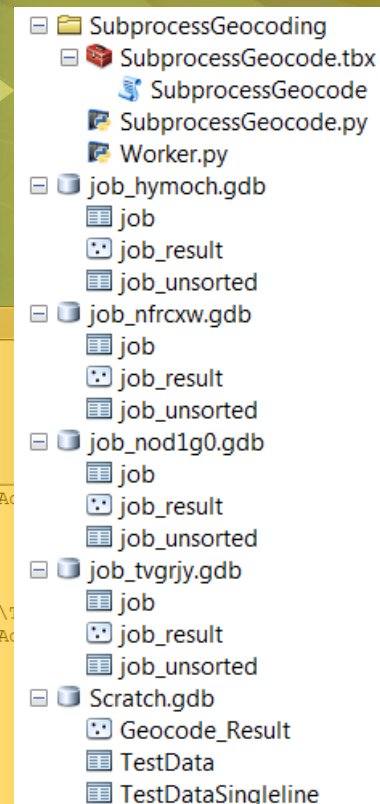 SubprocessGeocoding
SubprocessGeocode.tbx
SubprocessGeocode
SubprocessGeocode.py
Worker.py
job_hymoch.gdb
job
job_result
job_unsorted
job_nfrcxw.gdb
job
job_result
job_unsorted
job_nod1g0.gdb
job
job_result
job_unsorted
job_tvgrjy.gdb
job
job_result
job_unsorted
Scratch.gdb
Geocode_Result
TestData
TestDataSingleline